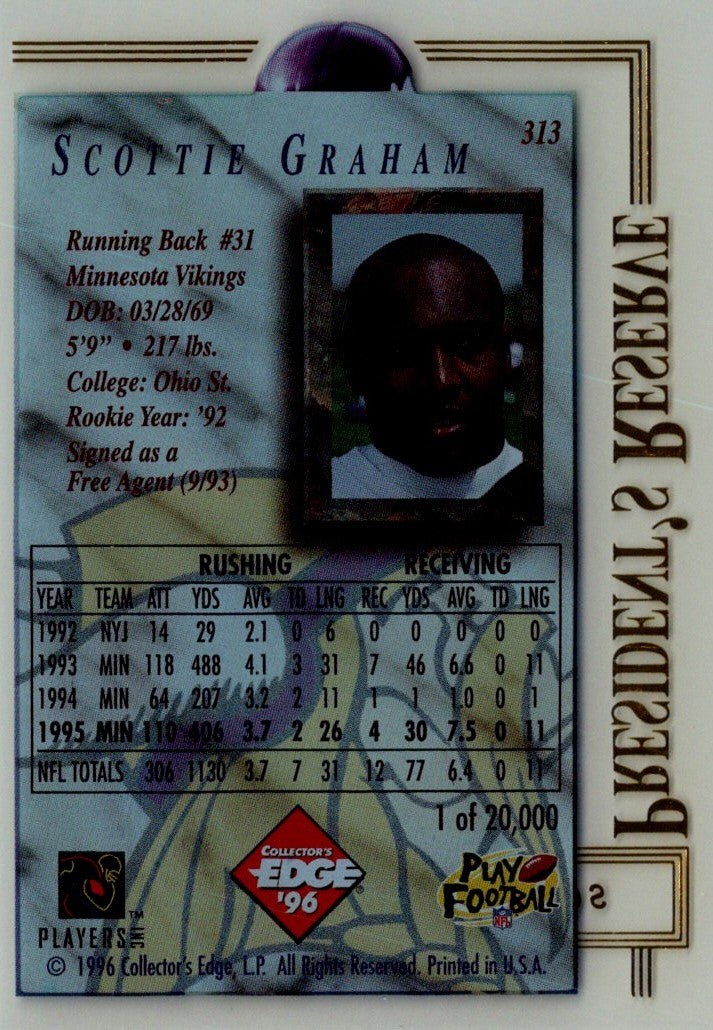 SCOTTIE GRAHAM
313
Running Back #31
Minnesota Vikings
DOB: 03/28/69
5'9" • 217 lbs.
College: Ohio St.
Rookie Year: '92
Signed as a
Free Agent (9/93)
RUSHING RECEIVING
YEAR TEAM ATT YDS AVG TD LNG REC YDS AVG TD LNG
1992 NYJ 14 29 2.1 0 6 0 0 0 0 0
1993 MIN 118 488 4.1 3 31 7 46 6.6 0 11
1994 MIN 64 207 3.2 2 11 1 1 1.0 0 1
1995 MIN 110 406 3.7 2 26 4 30 7.5 0 11
NFL TOTALS 306 1130 3.7 7 31 12 77 6.4 0 11
1 of 20,000
COLLECTOR'S
EDGE
'96
PLAY
FOOTBALL
NFL
PLAYERS INC
™
© 1996 Collector's Edge, L.P. All Rights Reserved. Printed in U.S.A.
PRESIDENT'S RESERVE